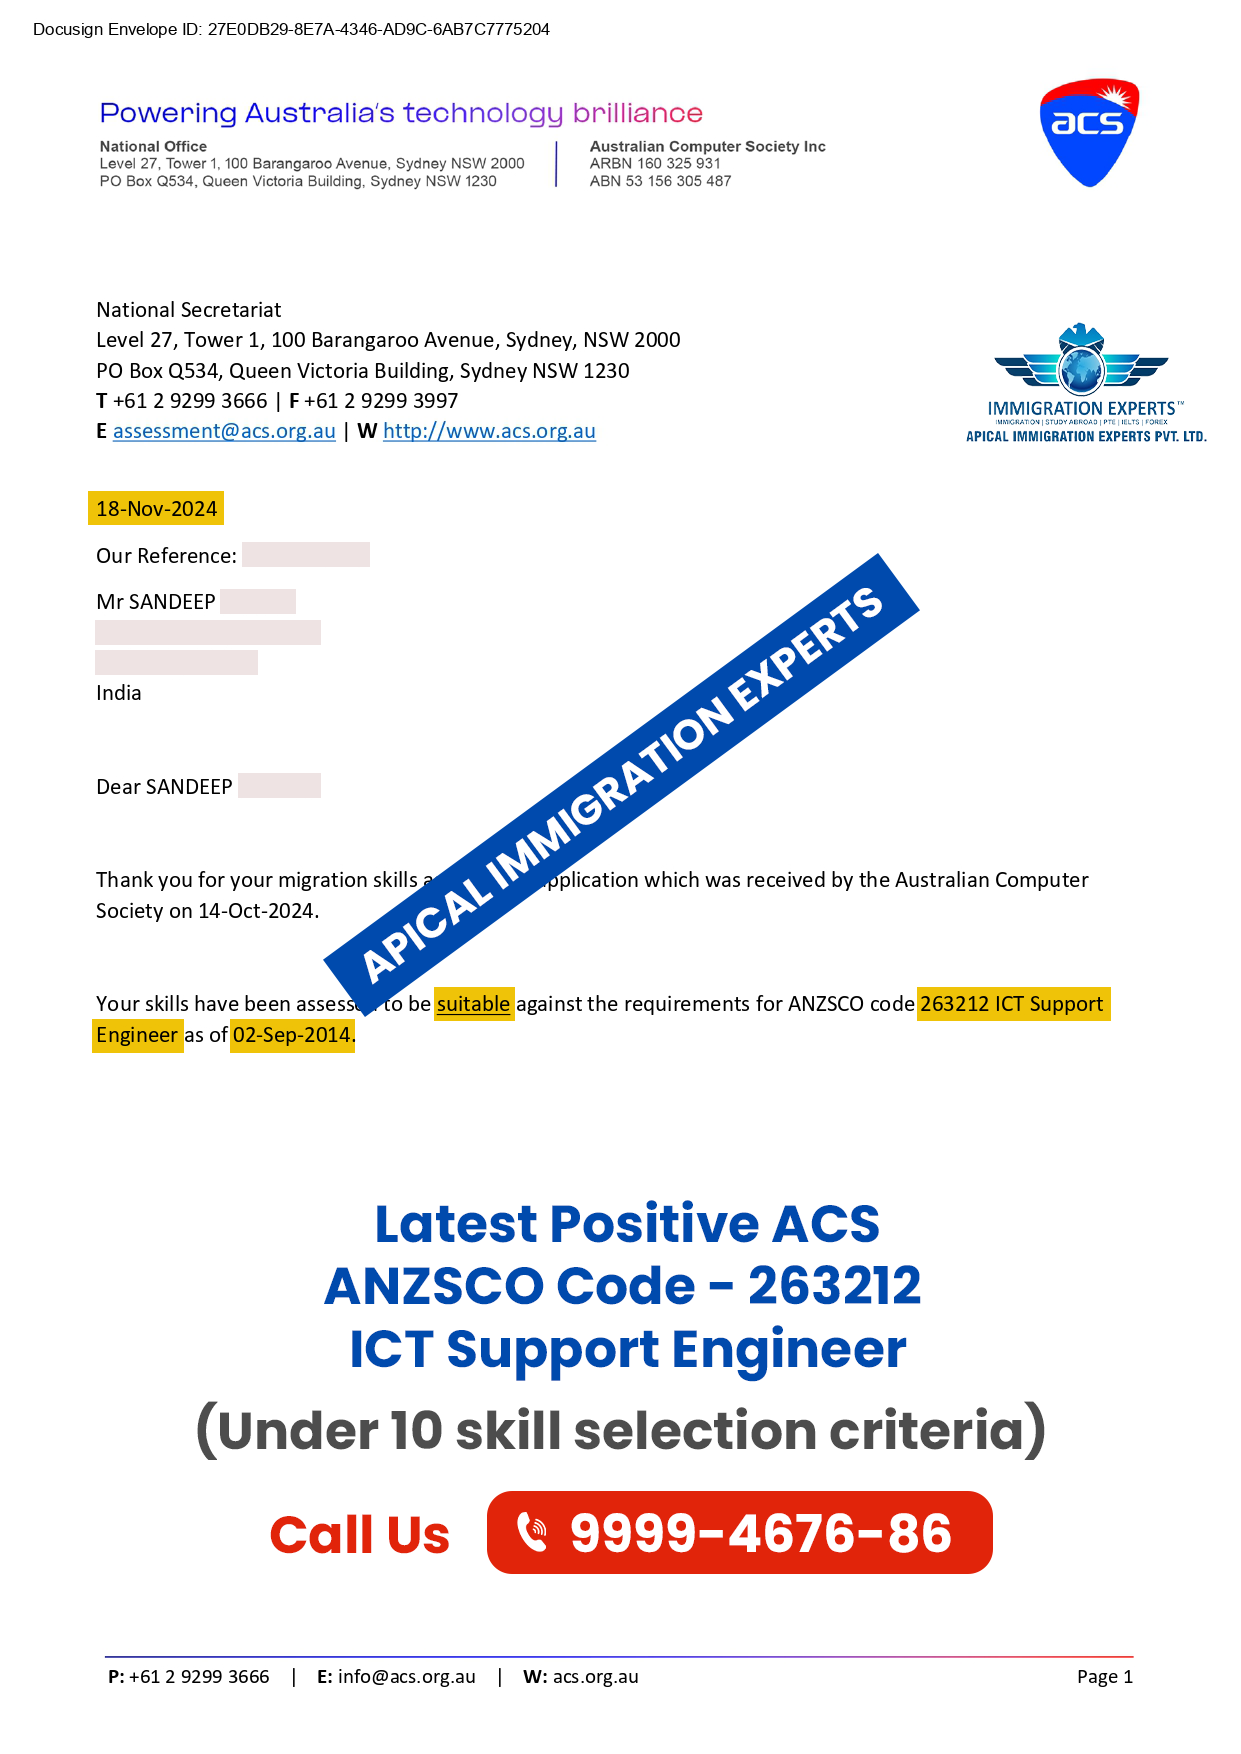 Docusign Envelope ID: 27E0DB29-8E7A-4346-AD9C-6AB7C7775204
Powering Australia's technology brilliance
National Office
Level 27, Tower 1, 100 Barangaroo Avenue, Sydney NSW 2000
PO Box Q534, Queen Victoria Building, Sydney NSW 1230
Australian Computer Society Inc
ARBN 160 325 931
ABN 53 156 305 487
acs
National Secretariat
Level 27, Tower 1, 100 Barangaroo Avenue, Sydney, NSW 2000
PO Box Q534, Queen Victoria Building, Sydney NSW 1230
T +61 2 9299 3666 | F +61 2 9299 3997
E assessment@acs.org.au | W http://www.acs.org.au
IMMIGRATION EXPERTS™
IMMIGRATION | STUDY ABROAD | PTE | IELTS | FOREX
APICAL IMMIGRATION EXPERTS PVT. LTD.
18-Nov-2024
Our Reference:
Mr SANDEEP
India
Dear SANDEEP
APICAL IMMIGRATION EXPERTS
Thank you for your migration skills application which was received by the Australian Computer
Society on 14-Oct-2024.
Your skills have been assessed to be suitable against the requirements for ANZSCO code 263212 ICT Support
Engineer as of 02-Sep-2014.
Latest Positive ACS
ANZSCO Code - 263212
ICT Support Engineer
(Under 10 skill selection criteria)
Call Us 9999-4676-86
P: +61 2 9299 3666 | E: info@acs.org.au | W: acs.org.au Page 1